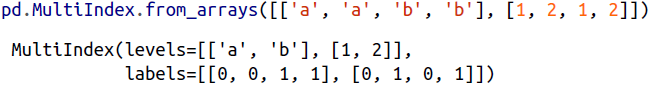 pd.MultiIndex.from_arrays([['a', 'a', 'b', 'b'], [1, 2, 1, 2]])
MultiIndex(levels=[['a', 'b'], [1, 2]],
labels=[[0, 0, 1, 1], [0, 1, 0, 1]])